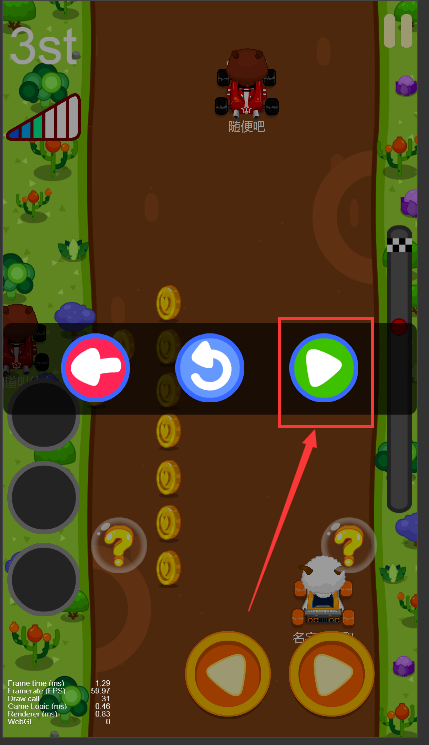 3st
随便吧
?
?
Frame time (ms) 1.29
Framerate (FPS) 59.97
Draw call 31
Game Logic (ms) 0.46
Renderer (ms) 0.83
WebGL 0